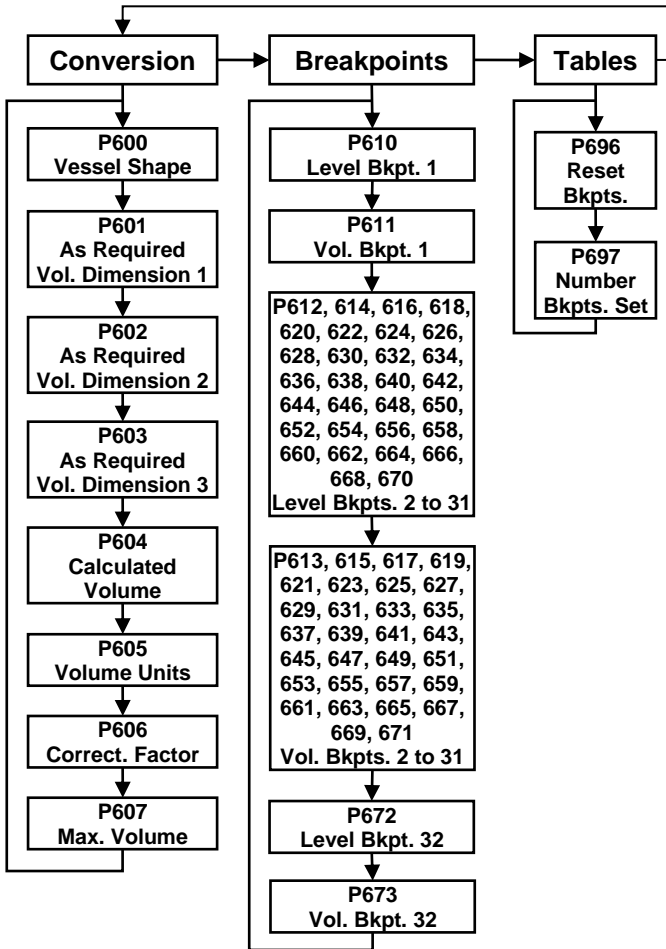 Conversion
Breakpoints
Tables
P600
Vessel Shape
P601
As Required
Vol. Dimension 1
P602
As Required
Vol. Dimension 2
P603
As Required
Vol. Dimension 3
P604
Calculated
Volume
P605
Volume Units
P606
Correct. Factor
P607
Max. Volume
P610
Level Bkpt. 1
P611
Vol. Bkpt. 1
P612, 614, 616, 618,
620, 622, 624, 626,
628, 630, 632, 634,
636, 638, 640, 642,
644, 646, 648, 650,
652, 654, 656, 658,
660, 662, 664, 666,
668, 670
Level Bkpts. 2 to 31
P613, 615, 617, 619,
621, 623, 625, 627,
629, 631, 633, 635,
637, 639, 641, 643,
645, 647, 649, 651,
653, 655, 657, 659,
661, 663, 665, 667,
669, 671
Vol. Bkpts. 2 to 31
P672
Level Bkpt. 32
P673
Vol. Bkpt. 32
P696
Reset
Bkpts.
P697
Number
Bkpts. Set